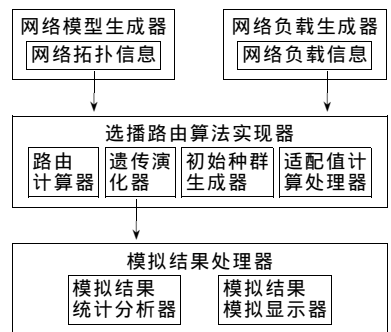 网络模型生成器
网络拓扑信息
网络负载生成器
网络负载信息
选播路由算法实现器
路由
计算器
遗传演
化器
初始种群
生成器
适配值计
算处理器
模拟结果处理器
模拟结果
统计分析器
模拟结果
模拟显示器